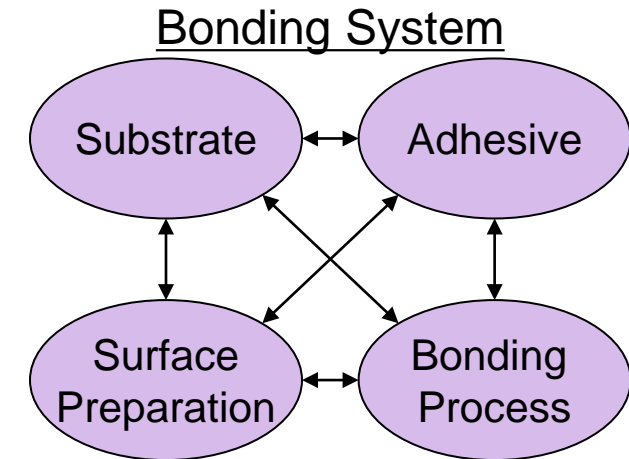 Bonding System
Substrate
Adhesive
Surface
Preparation
Bonding
Process